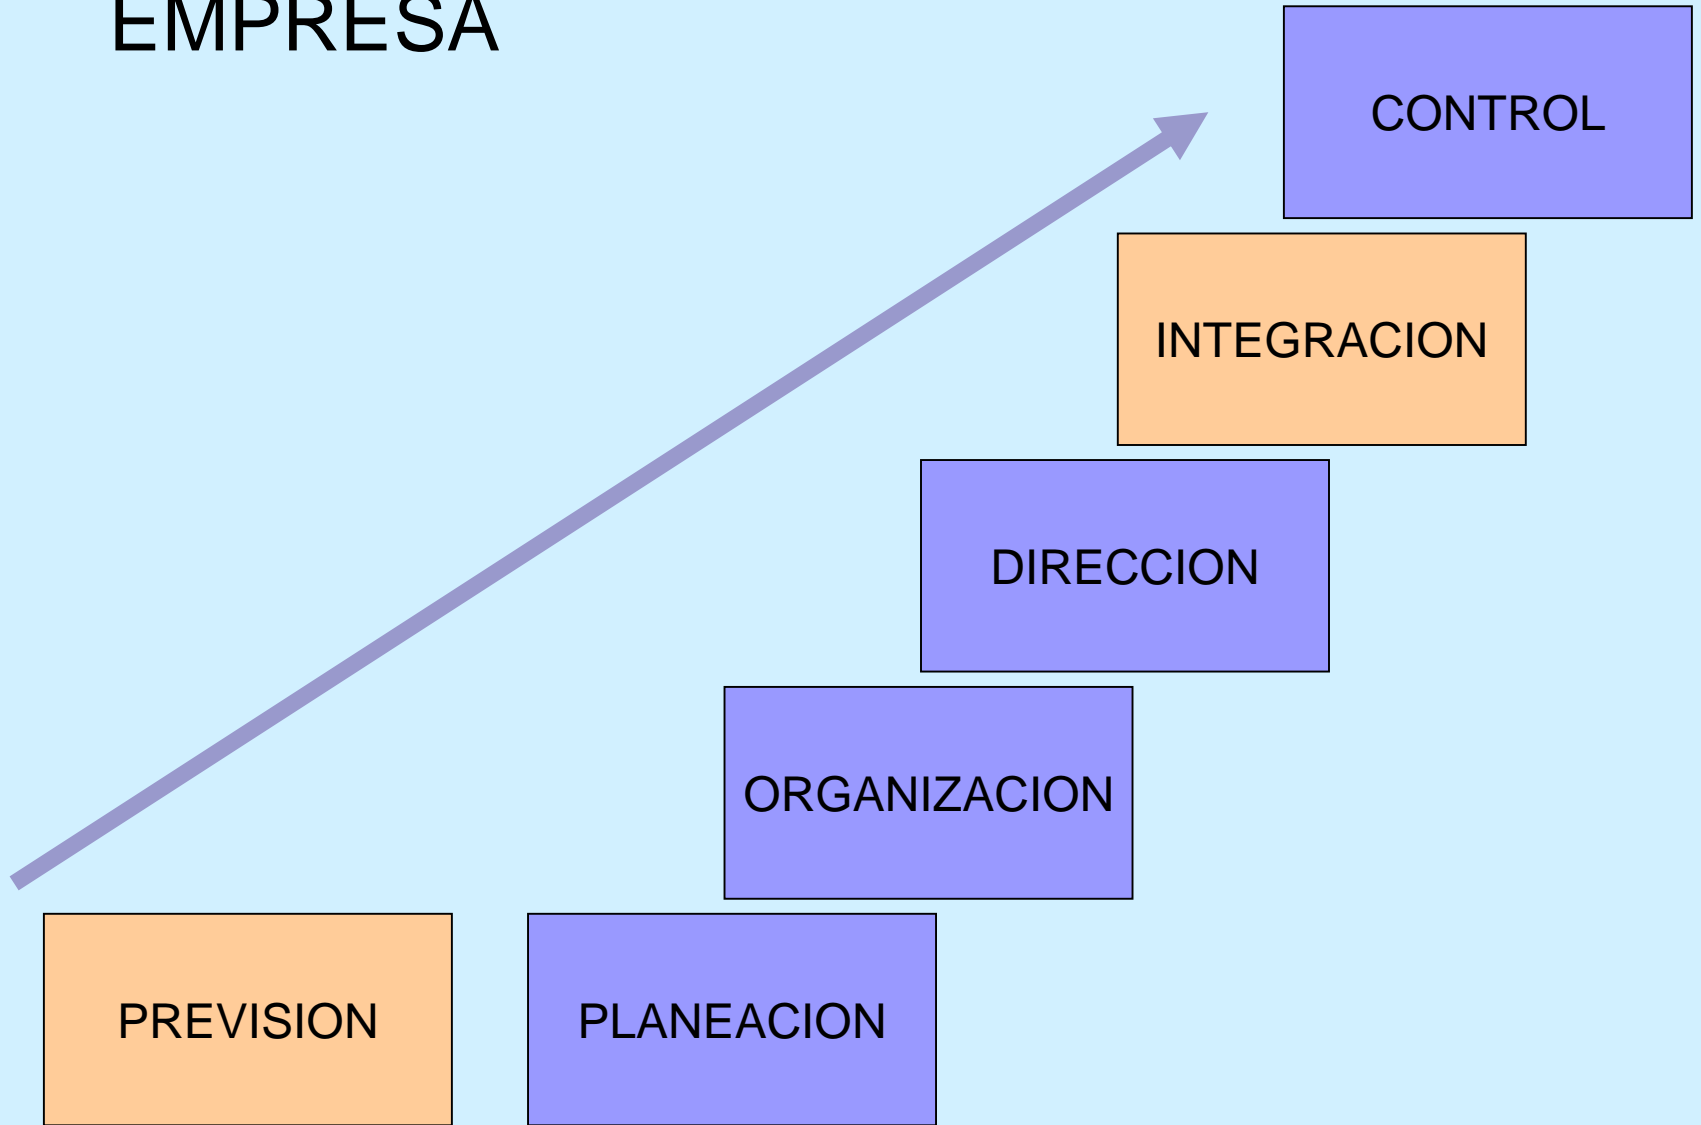 EMPRESA
CONTROL
INTEGRACION
DIRECCION
ORGANIZACION
PREVISION
PLANEACION